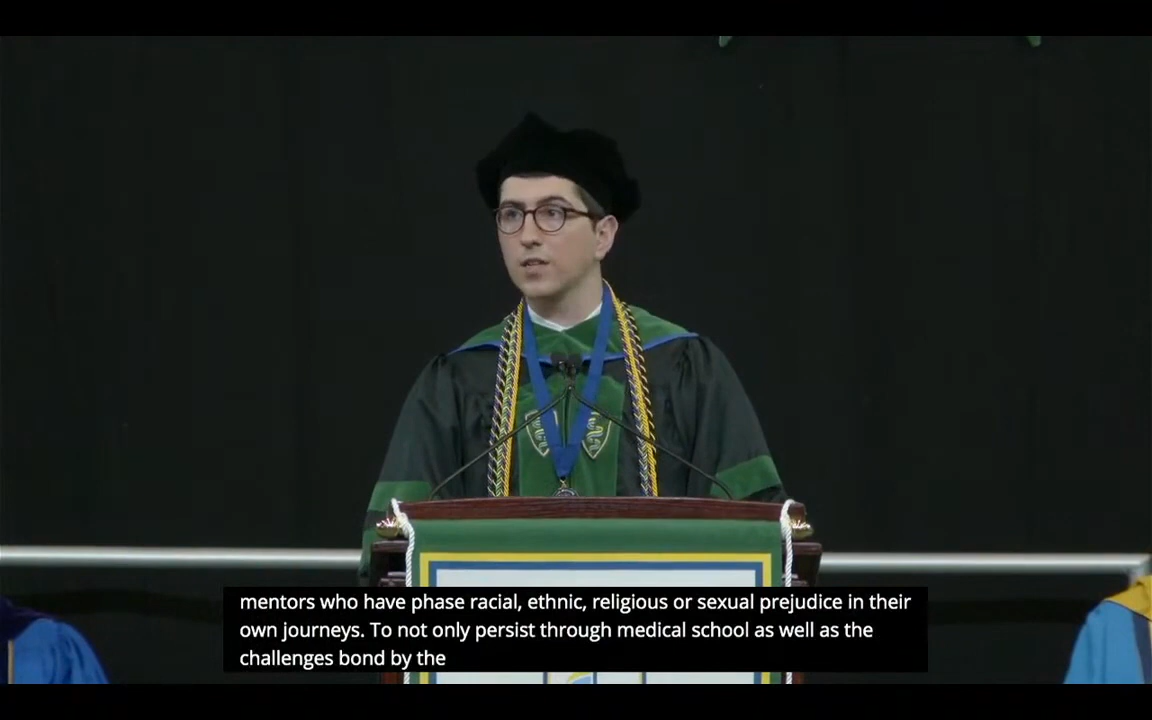 mentors who have phase racial, ethnic, religious or sexual prejudice in their
own journeys. To not only persist through medical school as well as the
challenges bond by the